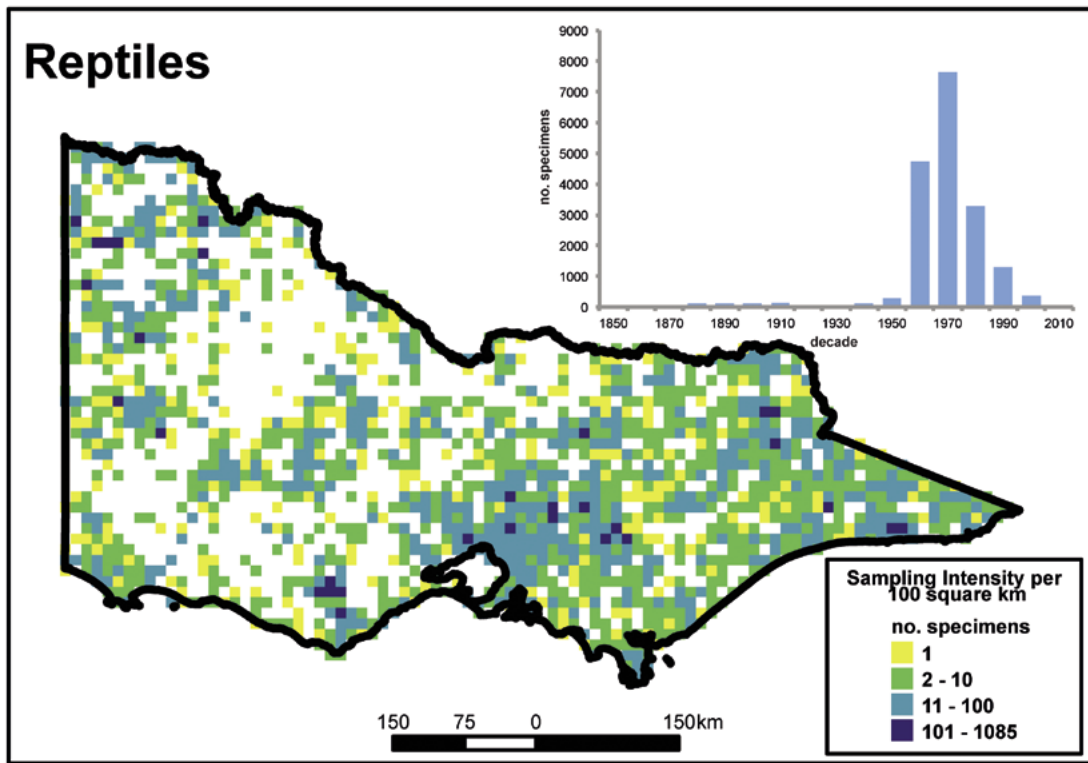 Reptiles
9000
8000
7000
6000
5000
4000
3000
2000
1000
0
no. specimens
1850 1870 1890 1910 1930 1950 1970 1990 2010
decade
Sampling Intensity per
100 square km
no. specimens
1
2 - 10
11 - 100
101 - 1085
150 75 0 150km